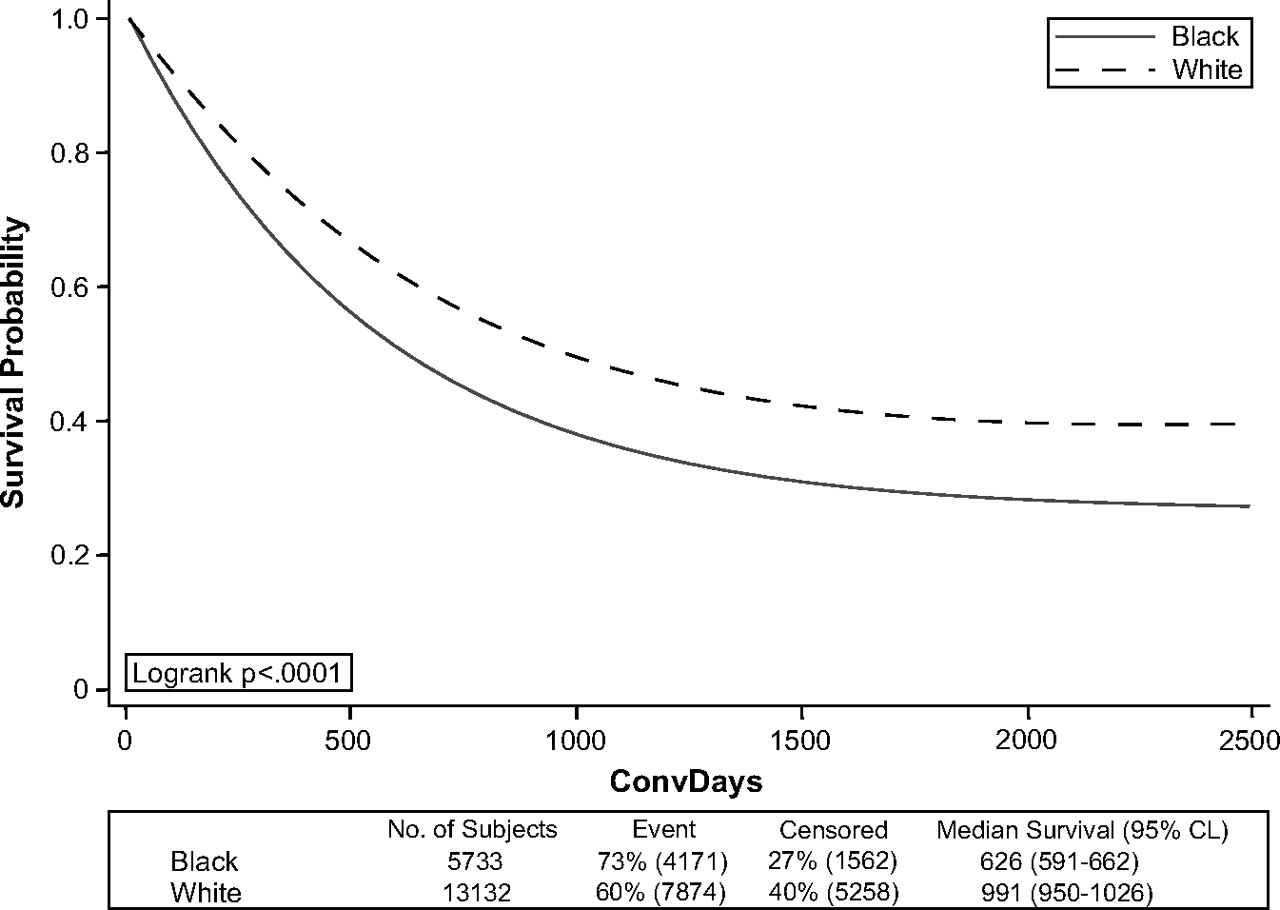 1.0
0.8
0.6
0.4
0.2
0
Survival Probability
Black
White
Logrank p<.0001
0 500 1000 1500 2000 2500
ConvDays
No. of Subjects Event Censored Median Survival (95% CL)
Black 5733 73% (4171) 27% (1562) 626 (591-662)
White 13132 60% (7874) 40% (5258) 991 (950-1026)